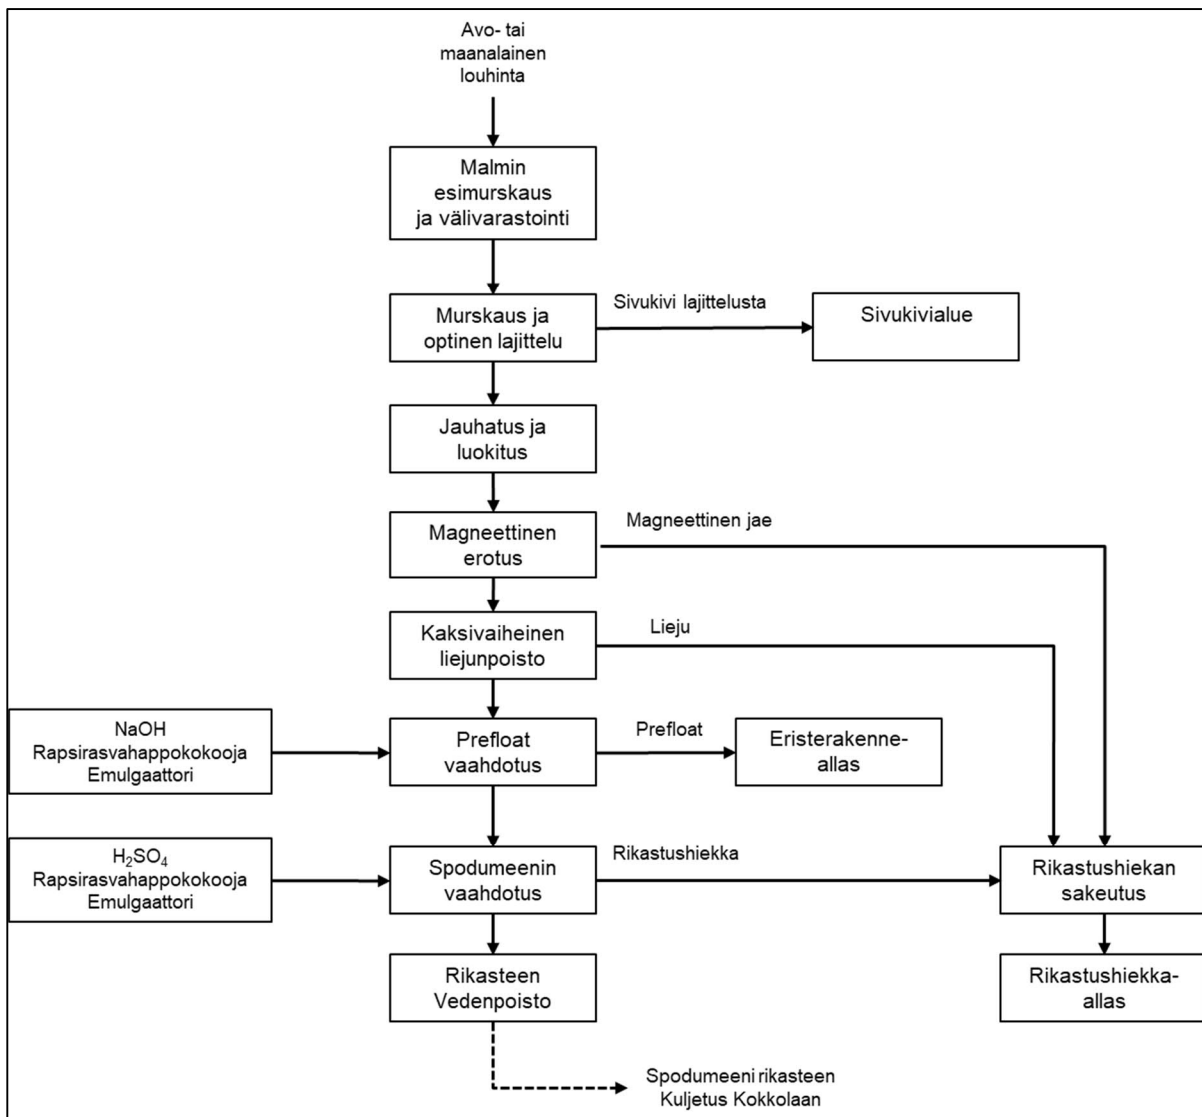 Avo- tai
maanalainen
louhinta
Malmin
esimurskaus
ja välivarastointi
Murskaus ja
optinen lajittelu
Sivukivi lajittelusta
Sivukivialue
Jauhatus ja
luokitus
Magneettinen
erotus
Magneettinen jae
Kaksivaiheinen
liejunpoisto
Lieju
NaOH
Rapsirasvahappokokooja
Emulgaattori
Prefloat
vaahdotus
Prefloat
Eristerakenne-
allas
H₂SO₄
Rapsirasvahappokokooja
Emulgaattori
Spodumeenin
vaahdotus
Rikastushiekka
Rikastushiekan
sakeutus
Rikasteen
Vedenpoisto
Rikastushiekka-
allas
Spodumeeni rikasteen
Kuljetus Kokkolaan